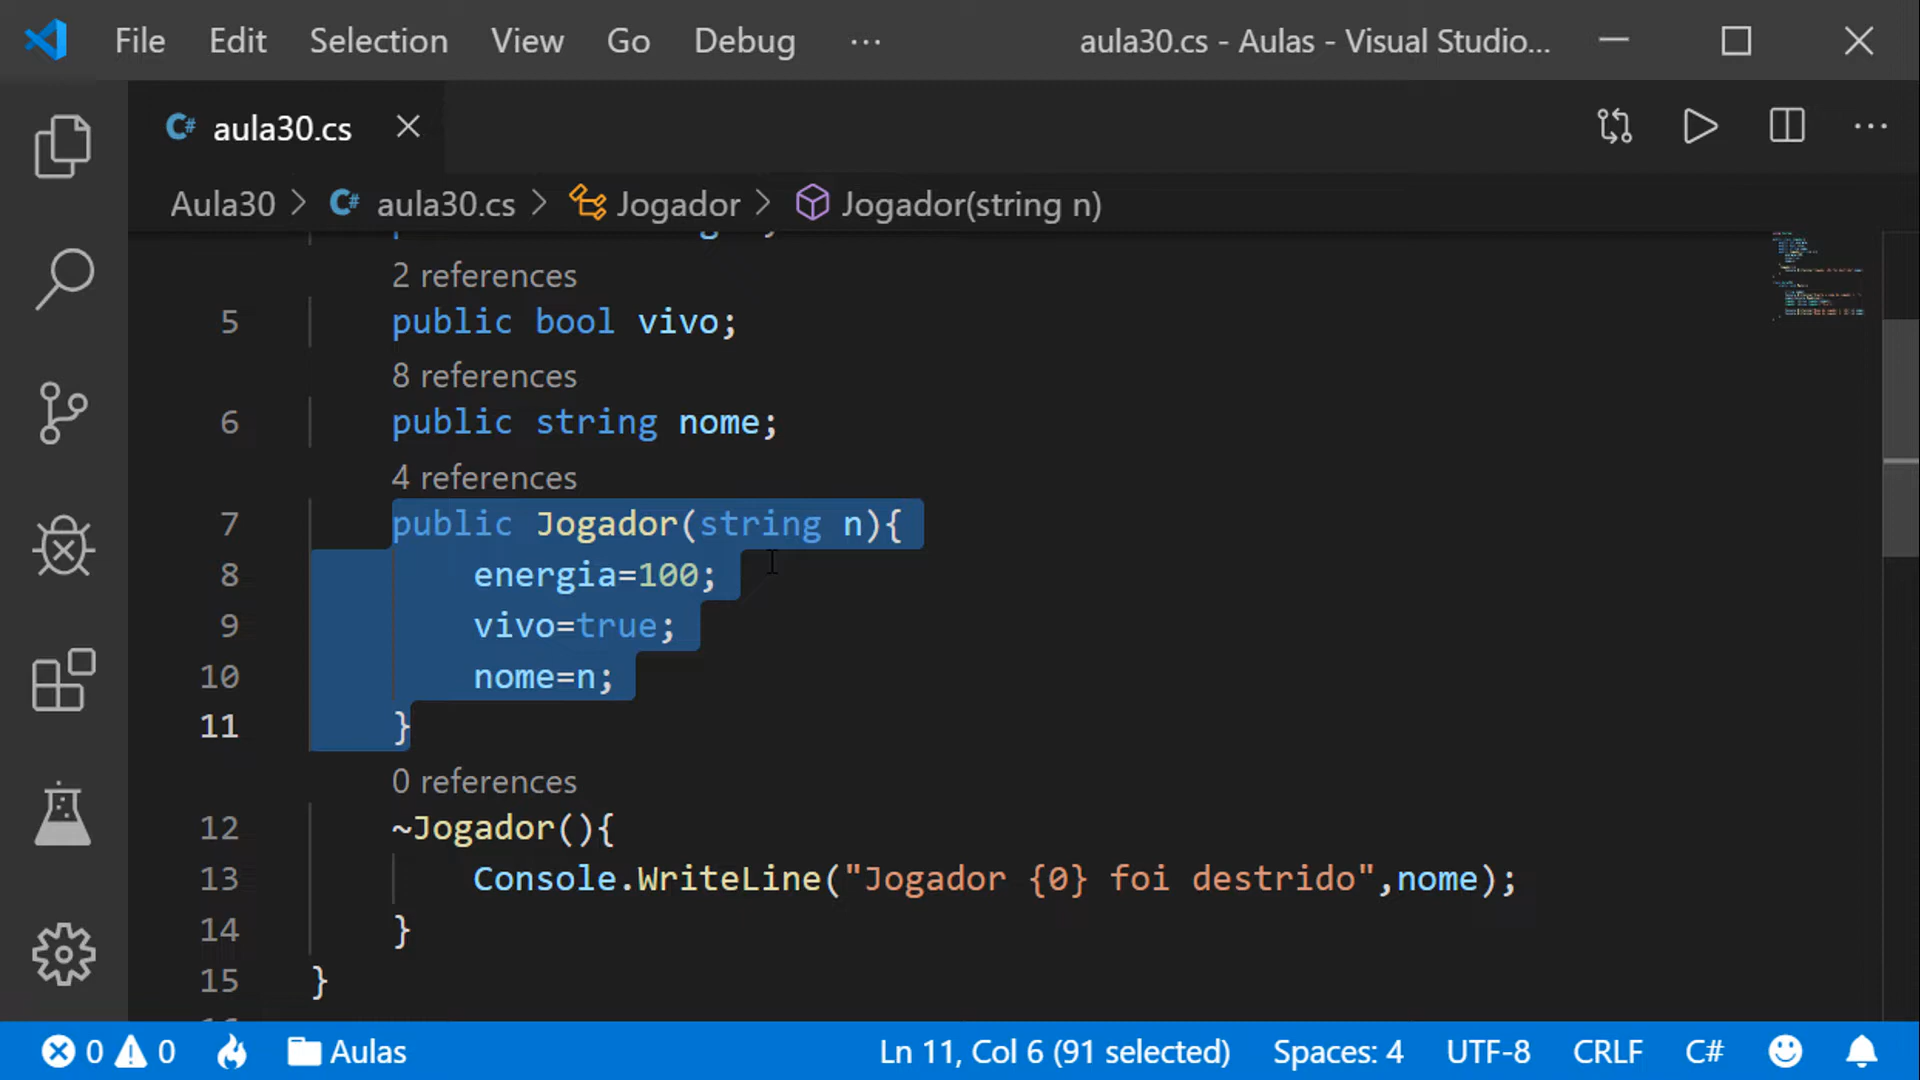 File Edit Selection View Go Debug ... aula30.cs - Aulas - Visual Studio...
C# aula30.cs
Aula30 > C# aula30.cs > Jogador > Jogador(string n)
2 references
5 public bool vivo;
8 references
6 public string nome;
4 references
7 public Jogador(string n){
8 energia=100;
9 vivo=true;
10 nome=n;
11 }
0 references
12 ~Jogador(){
13 Console.WriteLine("Jogador {0} foi destrido",nome);
14 }
15 }
0 0 Aulas Ln 11, Col 6 (91 selected) Spaces: 4 UTF-8 CRLF C#